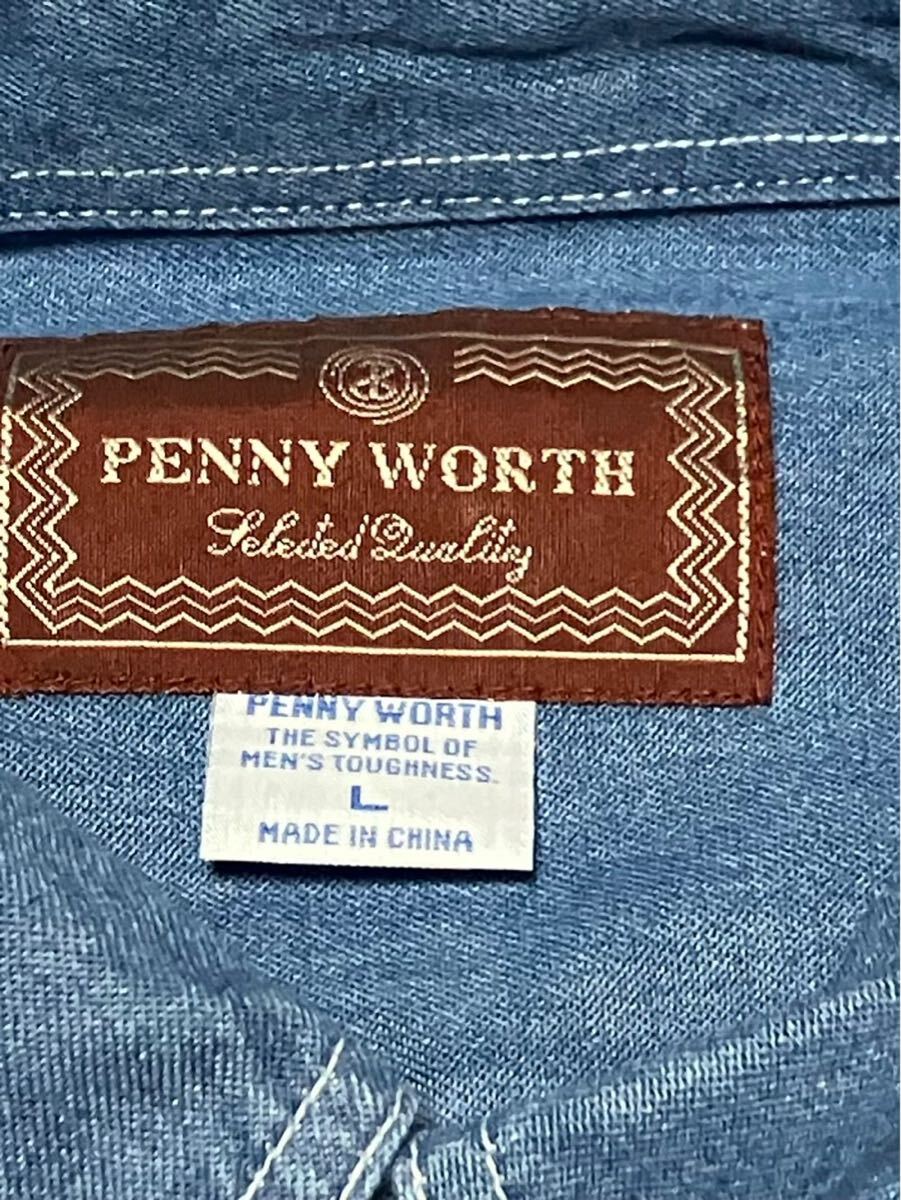 PENNY WORTH
Selected Quality
PENNY WORTH
THE SYMBOL OF
MEN'S TOUGHNESS.
L
MADE IN CHINA